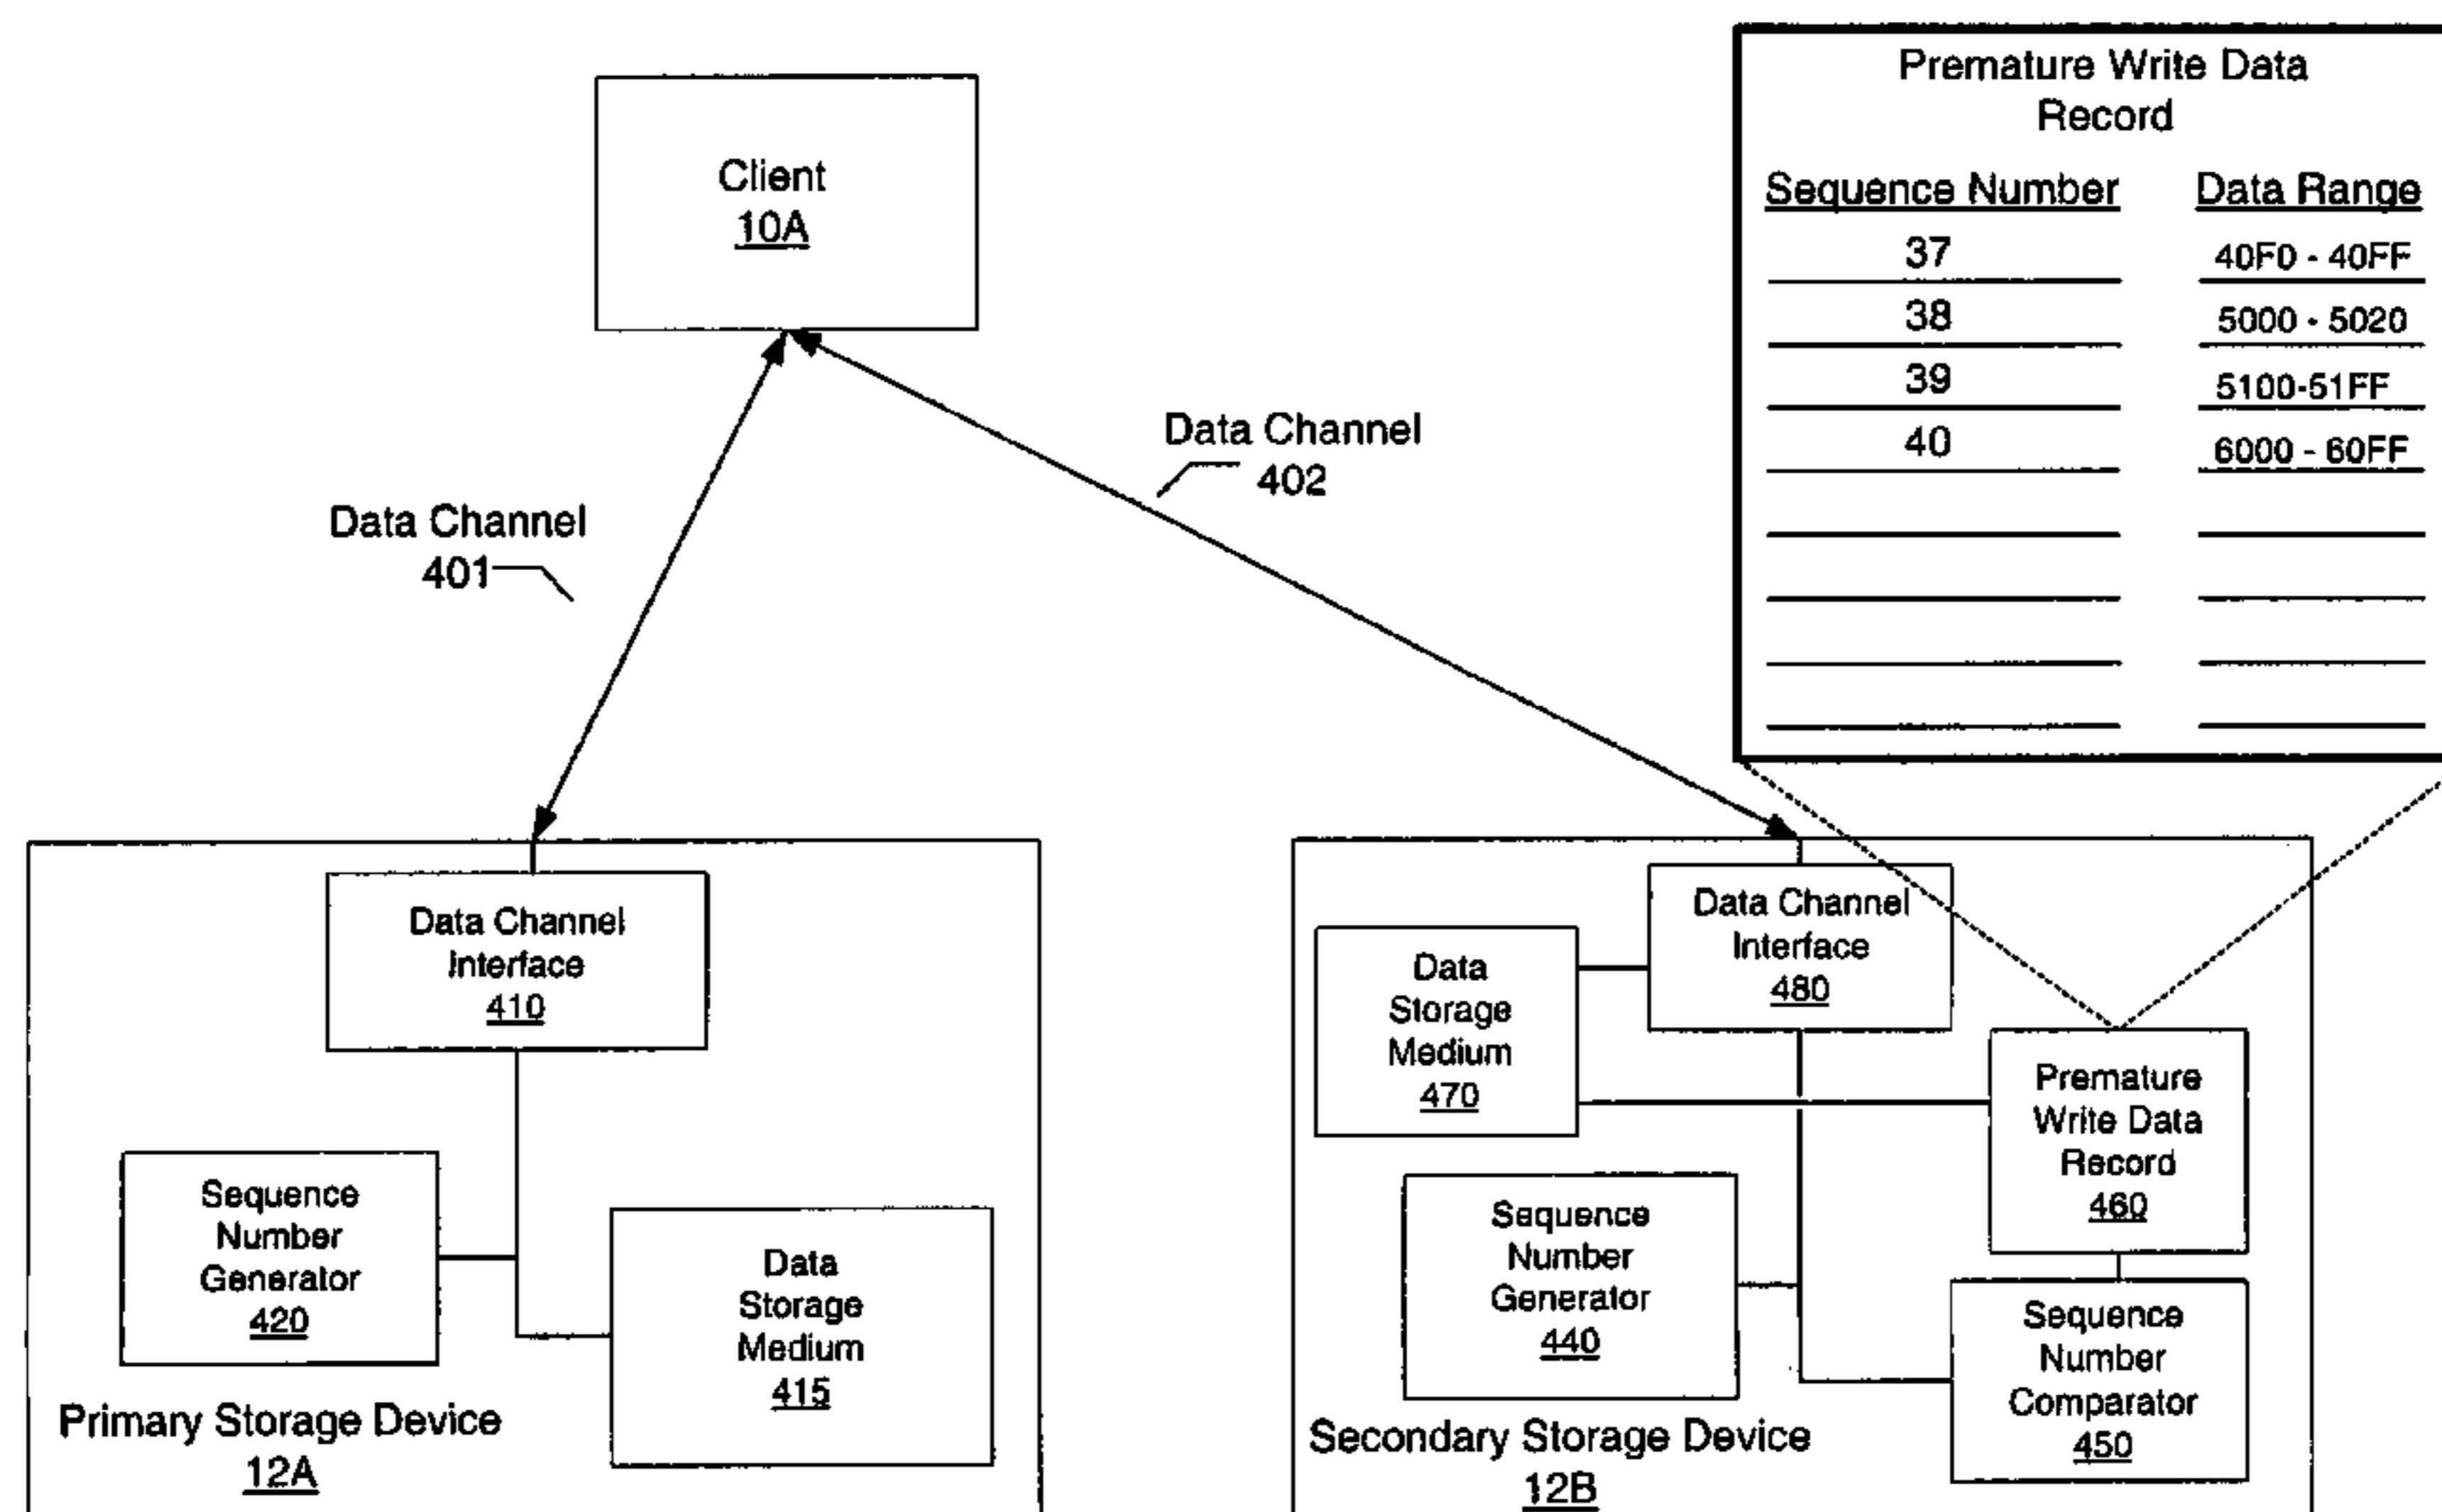 Client
10A
Premature Write Data
Record
Sequence Number Data Range
37 40F0 - 40FF
38 5000 - 5020
39 5100-51FF
40 6000 - 60FF
Data Channel
402
Data Channel
401
Data Channel
Interface
410
Sequence
Number
Generator
420
Data
Storage
Medium
415
Primary Storage Device
12A
Data Channel
Interface
480
Data
Storage
Medium
470
Premature
Write Data
Record
460
Sequence
Number
Generator
440
Sequence
Number
Comparator
450
Secondary Storage Device
12B